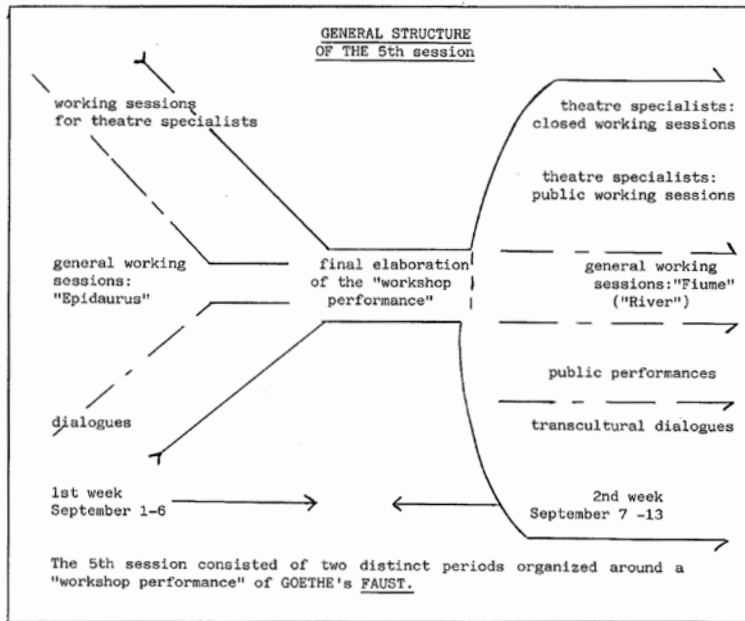 GENERAL STRUCTURE
OF THE 5th session
working sessions
for theatre specialists
general working
sessions:
"Epidaurus"
dialogues
final elaboration
of the "workshop
performance"
theatre specialists:
closed working sessions
theatre specialists:
public working sessions
general working
sessions:"Fiume"
("River")
public performances
transcultural dialogues
1st week
September 1-6
2nd week
September 7 -13
The 5th session consisted of two distinct periods organized around a
"workshop performance" of GOETHE's FAUST.